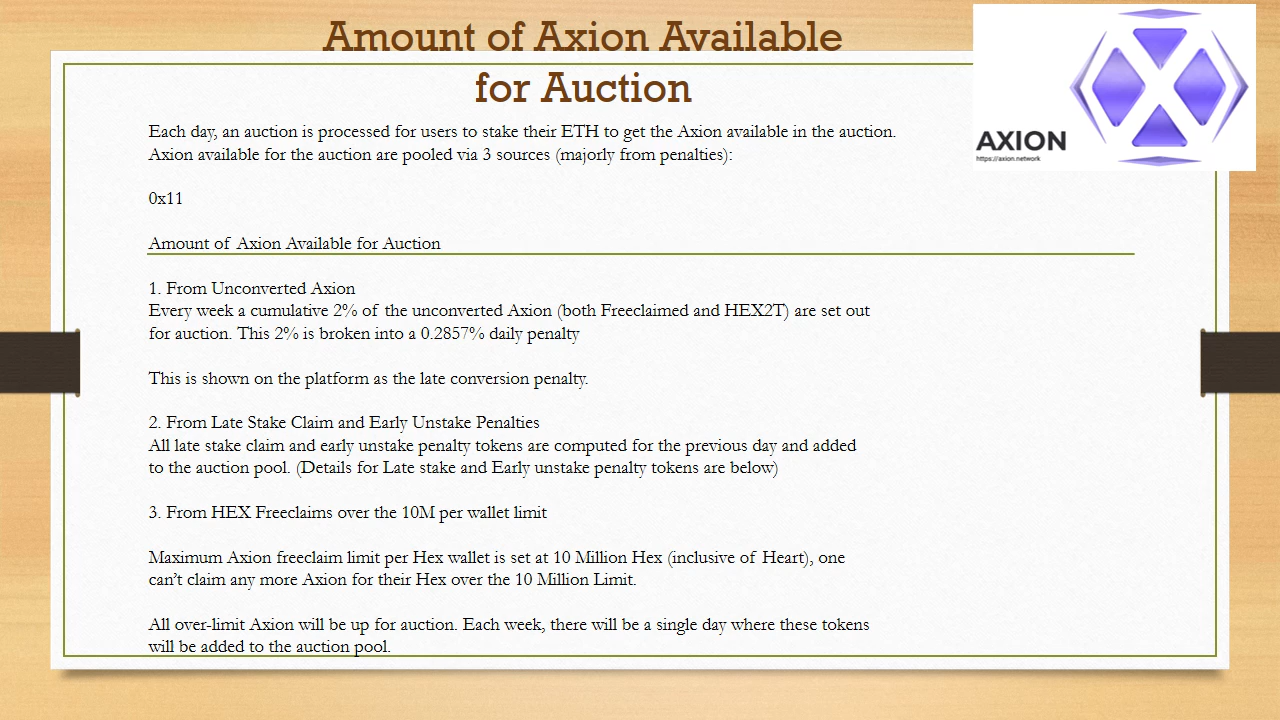 Amount of Axion Available
for Auction
AXION
https://axion.network
Each day, an auction is processed for users to stake their ETH to get the Axion available in the auction.
Axion available for the auction are pooled via 3 sources (majorly from penalties):
0x11
Amount of Axion Available for Auction
1. From Unconverted Axion
Every week a cumulative 2% of the unconverted Axion (both Freeclaimed and HEX2T) are set out
for auction. This 2% is broken into a 0.2857% daily penalty
This is shown on the platform as the late conversion penalty.
2. From Late Stake Claim and Early Unstake Penalties
All late stake claim and early unstake penalty tokens are computed for the previous day and added
to the auction pool. (Details for Late stake and Early unstake penalty tokens are below)
3. From HEX Freeclaims over the 10M per wallet limit
Maximum Axion freeclaim limit per Hex wallet is set at 10 Million Hex (inclusive of Heart), one
can’t claim any more Axion for their Hex over the 10 Million Limit.
All over-limit Axion will be up for auction. Each week, there will be a single day where these tokens
will be added to the auction pool.